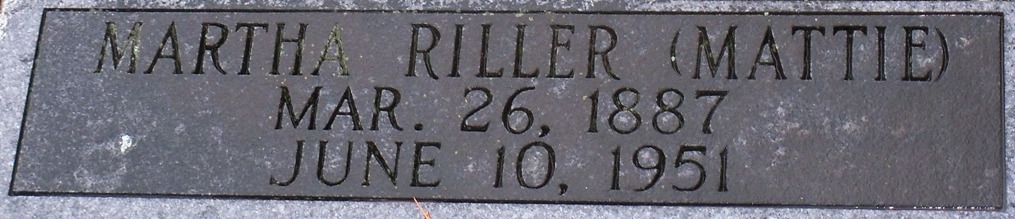 MARTHA RILLER (MATTIE)
MAR. 26, 1887
JUNE 10, 1951